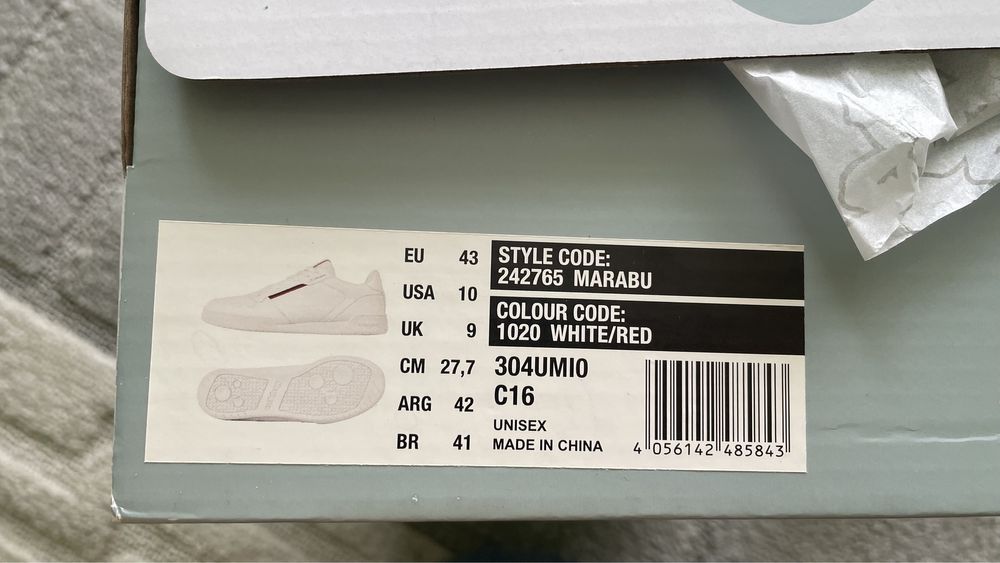 EU 43
USA 10
UK 9
CM 27,7
ARG 42
BR 41
STYLE CODE:
242765 MARABU
COLOUR CODE:
1020 WHITE/RED
304UMIO
C16
UNISEX
MADE IN CHINA
4 056142 485843